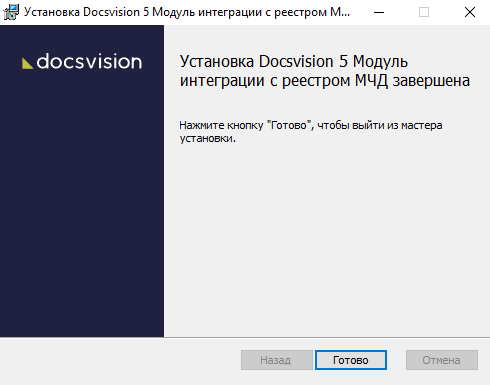 Установка Docsvision 5 Модуль интеграции с реестром М...
docsvision
Установка Docsvision 5 Модуль
интеграции с реестром МЧД завершена
Нажмите кнопку "Готово", чтобы выйти из мастера
установки.
Назад
Готово
Отмена